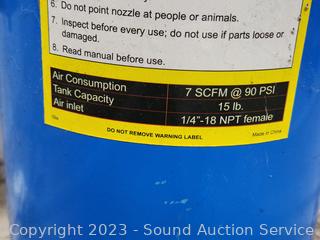 6. Do not point nozzle at people or animals.
7. Inspect before every use; do not use if parts loose or
damaged.
8. Read manual before use.
Air Consumption 7 SCFM @ 90 PSI
Tank Capacity 15 lb.
Air inlet 1/4"-18 NPT female
DO NOT REMOVE WARNING LABEL
Made in China
Copyright 2023 - Sound Auction Service